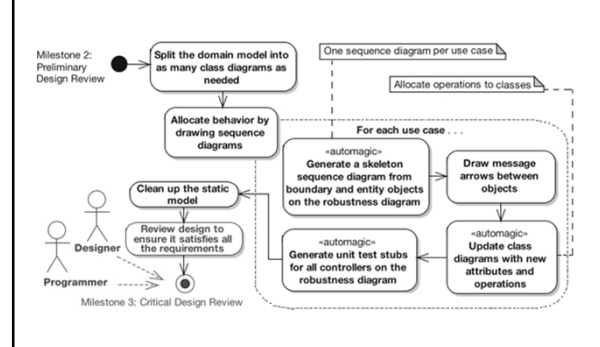 One sequence diagram per use case
Milestone 2:
Preliminary
Design Review
Split the domain model into
as many class diagrams as
needed
Allocate operations to classes
Allocate behavior by
drawing sequence
diagrams
For each use case . . .
«automagic»
Generate a skeleton
sequence diagram from
boundary and entity objects
on the robustness diagram
Draw message
arrows between
objects
«automagic»
Update class
diagrams with new
attributes and
operations
«automagic»
Generate unit test stubs
for all controllers on the
robustness diagram
Clean up the static
model
Review design to
ensure it satisfies all
the requirements
Designer
Programmer
Milestone 3: Critical Design Review